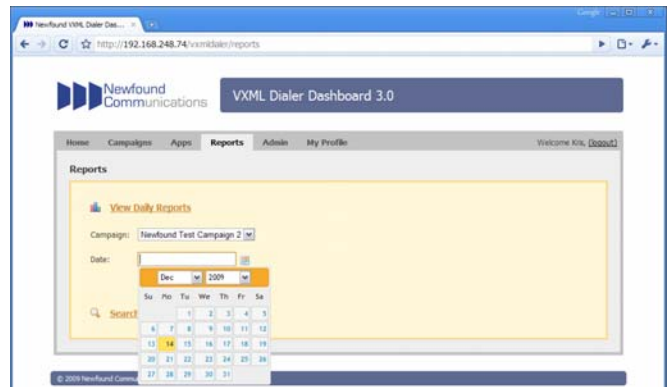 Google
Newfound VXML Dialer Das...
http://192.168.248.74/vxmldialer/reports
Newfound
Communications
VXML Dialer Dashboard 3.0
Home Campaigns Apps Reports Admin My Profile
Welcome Kris, [logout]
Reports
View Daily Reports
Campaign: Newfound Test Campaign 2
Date:
Dec 2009
Su Mo Tu We Th Fr Sa
1 2 3 4 5
6 7 8 9 10 11 12
Search
13 14 15 16 17 18 19
20 21 22 23 24 25 26
27 28 29 30 31
© 2009 Newfound Commu